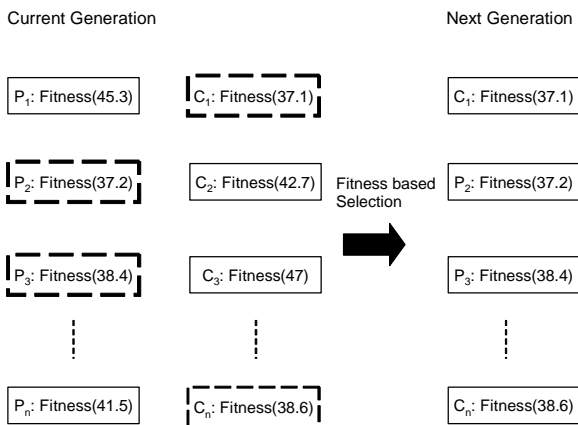 Current Generation
Next Generation
P₁: Fitness(45.3)
C₁: Fitness(37.1)
C₁: Fitness(37.1)
P₂: Fitness(37.2)
C₂: Fitness(42.7)
Fitness based
Selection
P₂: Fitness(37.2)
P₃: Fitness(38.4)
C₃: Fitness(47)
P₃: Fitness(38.4)
Pₙ: Fitness(41.5)
Cₙ: Fitness(38.6)
Cₙ: Fitness(38.6)